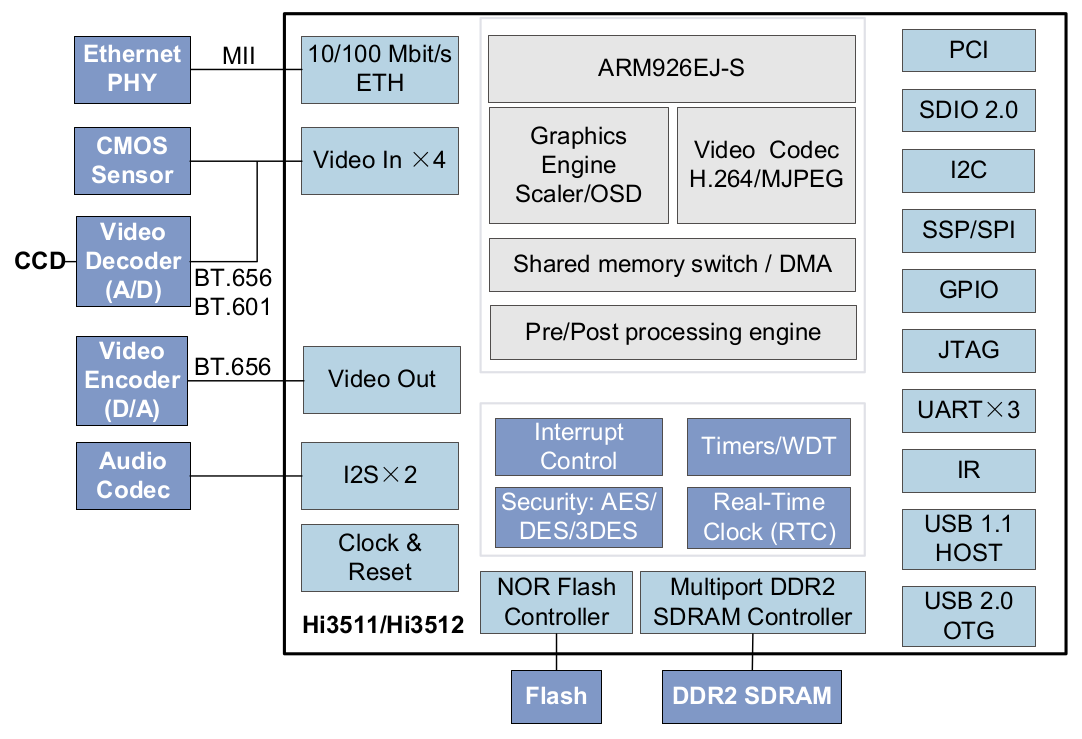 Ethernet
PHY
MII
10/100 Mbit/s
ETH
CMOS
Sensor
Video In ×4
CCD
Video
Decoder
(A/D)
BT.656
BT.601
Video
Encoder
(D/A)
BT.656
Video Out
Audio
Codec
I2S×2
Clock &
Reset
Hi3511/Hi3512
ARM926EJ-S
Graphics
Engine
Scaler/OSD
Video Codec
H.264/MJPEG
Shared memory switch / DMA
Pre/Post processing engine
Interrupt
Control
Timers/WDT
Security: AES/
DES/3DES
Real-Time
Clock (RTC)
NOR Flash
Controller
Multiport DDR2
SDRAM Controller
Flash
DDR2 SDRAM
PCI
SDIO 2.0
I2C
SSP/SPI
GPIO
JTAG
UART×3
IR
USB 1.1
HOST
USB 2.0
OTG